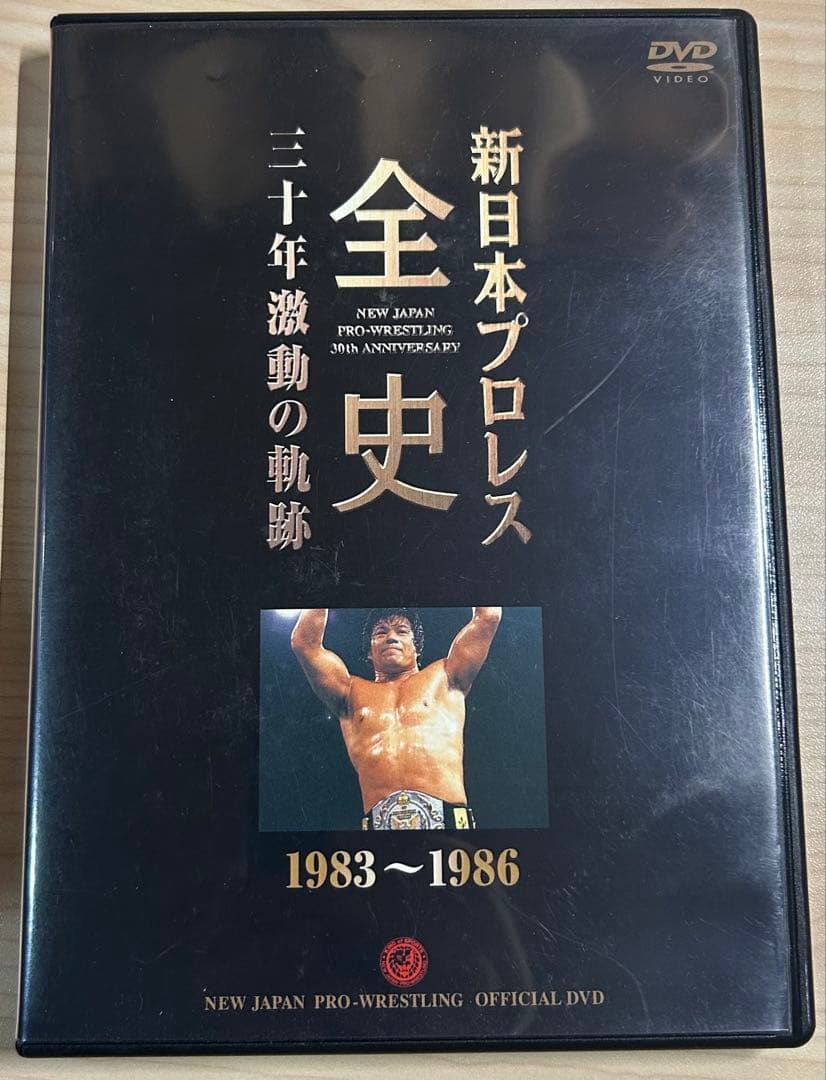 DVD
VIDEO
新日本プロレス
全史
NEW JAPAN
PRO-WRESTLING
30th ANNIVERSARY
三十年激動の軌跡
1983～1986
NEW JAPAN PRO-WRESTLING OFFICIAL DVD